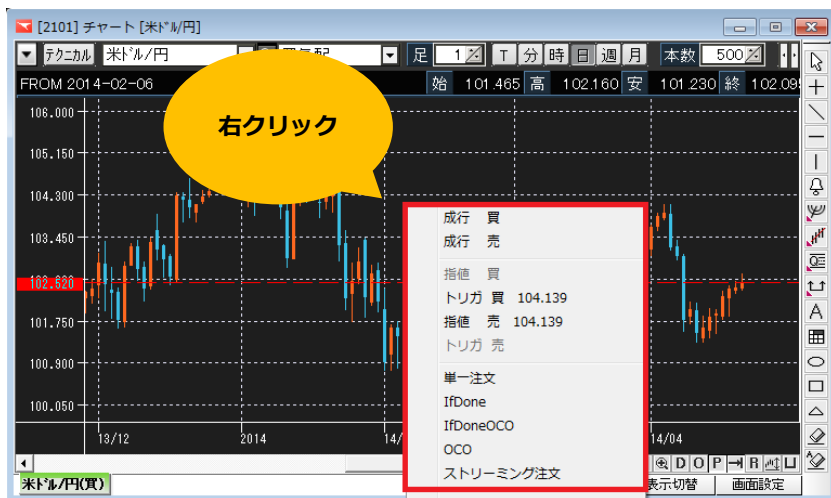 [2101] チャート [米ﾄﾞﾙ/円]
テクニカル 米ﾄﾞﾙ/円 足 1 T 分 時 日 週 月 本数 500
FROM 2014-02-06 始 101.465 高 102.160 安 101.230 終 102.09
右クリック
106.000
105.150
104.300
103.450
102.620
101.750
100.900
100.050
13/12 2014 14/ 14/04
成行 買
成行 売
指値 買
トリガ 買 104.139
指値 売 104.139
トリガ 売
単一注文
IfDone
IfDoneOCO
OCO
ストリーミング注文
A
D O P R
米ﾄﾞﾙ/円(買) 表示切替 画面設定